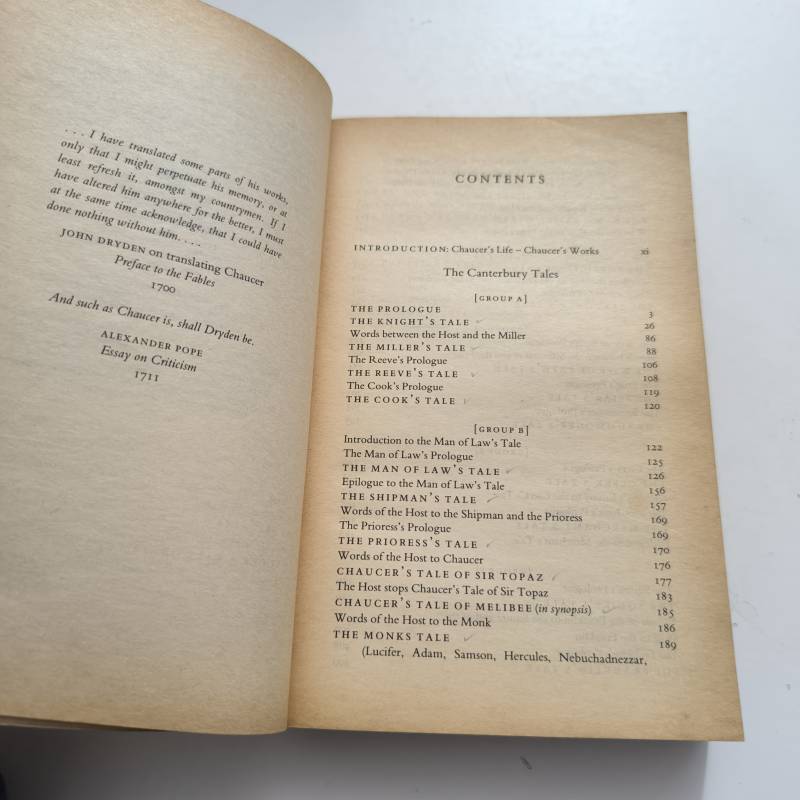 . . . I have translated some parts of his works,
only that I might perpetuate his memory, or at
least refresh it, amongst my countrymen. If I
have altered him anywhere for the better, I must
at the same time acknowledge, that I could have
done nothing without him. . . .
JOHN DRYDEN on translating Chaucer
Preface to the Fables
1700
And such as Chaucer is, shall Dryden be.
ALEXANDER POPE
Essay on Criticism
1711
CONTENTS
INTRODUCTION: Chaucer's Life – Chaucer's Works xi
The Canterbury Tales
[GROUP A]
THE PROLOGUE 3
THE KNIGHT'S TALE 26
Words between the Host and the Miller 86
THE MILLER'S TALE 88
The Reeve's Prologue 106
THE REEVE'S TALE 108
The Cook's Prologue 119
THE COOK'S TALE 120
[GROUP B]
Introduction to the Man of Law's Tale 122
The Man of Law's Prologue 125
THE MAN OF LAW'S TALE 126
Epilogue to the Man of Law's Tale 156
THE SHIPMAN'S TALE 157
Words of the Host to the Shipman and the Prioress 169
The Prioress's Prologue 169
THE PRIORESS'S TALE 170
Words of the Host to Chaucer 176
CHAUCER'S TALE OF SIR TOPAZ 177
The Host stops Chaucer's Tale of Sir Topaz 183
CHAUCER'S TALE OF MELIBEE (in synopsis) 185
Words of the Host to the Monk 186
THE MONKS TALE 189
(Lucifer, Adam, Samson, Hercules, Nebuchadnezzar,